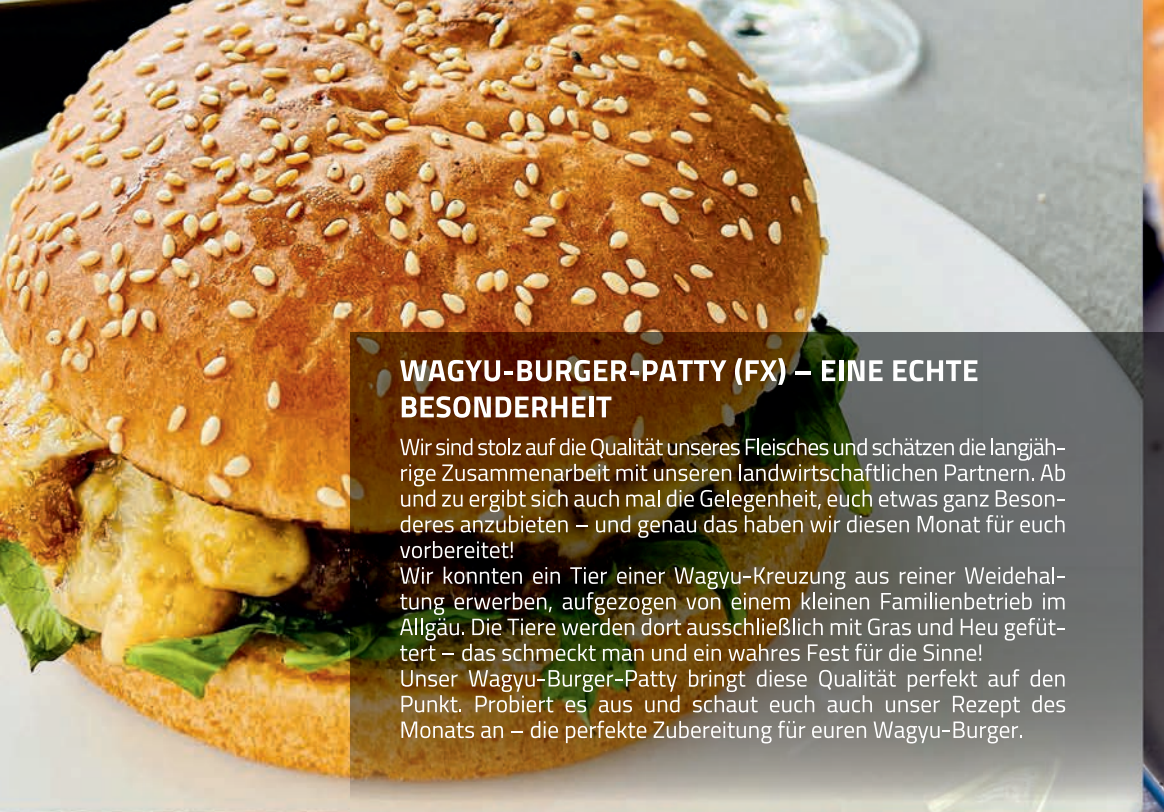 WAGYU-BURGER-PATTY (FX) – EINE ECHTE
BESONDERHEIT
Wir sind stolz auf die Qualität unseres Fleisches und schätzen die langjäh-
rige Zusammenarbeit mit unseren landwirtschaftlichen Partnern. Ab
und zu ergibt sich auch mal die Gelegenheit, euch etwas ganz Beson-
deres anzubieten – und genau das haben wir diesen Monat für euch
vorbereitet!
Wir konnten ein Tier einer Wagyu-Kreuzung aus reiner Weidehal-
tung erwerben, aufgezogen von einem kleinen Familienbetrieb im
Allgäu. Die Tiere werden dort ausschließlich mit Gras und Heu gefüt-
tert – das schmeckt man und ein wahres Fest für die Sinne!
Unser Wagyu-Burger-Patty bringt diese Qualität perfekt auf den
Punkt. Probiert es aus und schaut euch auch unser Rezept des
Monats an – die perfekte Zubereitung für euren Wagyu-Burger.